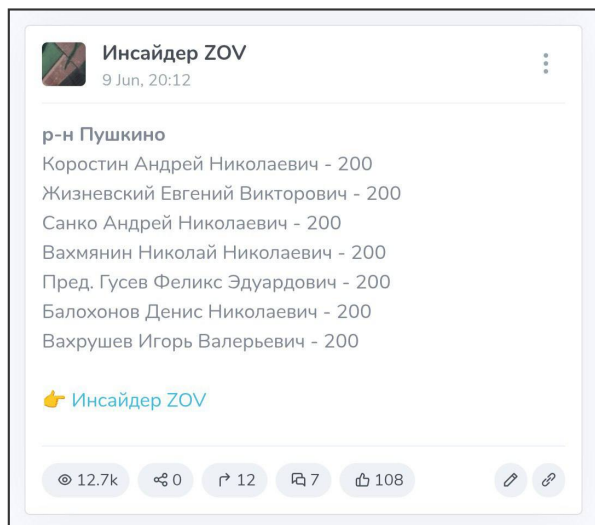 Инсайдер ZOV
9 Jun, 20:12
р-н Пушкино
Коростин Андрей Николаевич - 200
Жизневский Евгений Викторович - 200
Санко Андрей Николаевич - 200
Вахмянин Николай Николаевич - 200
Пред. Гусев Феликс Эдуардович - 200
Балохонов Денис Николаевич - 200
Вахрушев Игорь Валерьевич - 200
👉 Инсайдер ZOV
12.7k 0 12 7 108